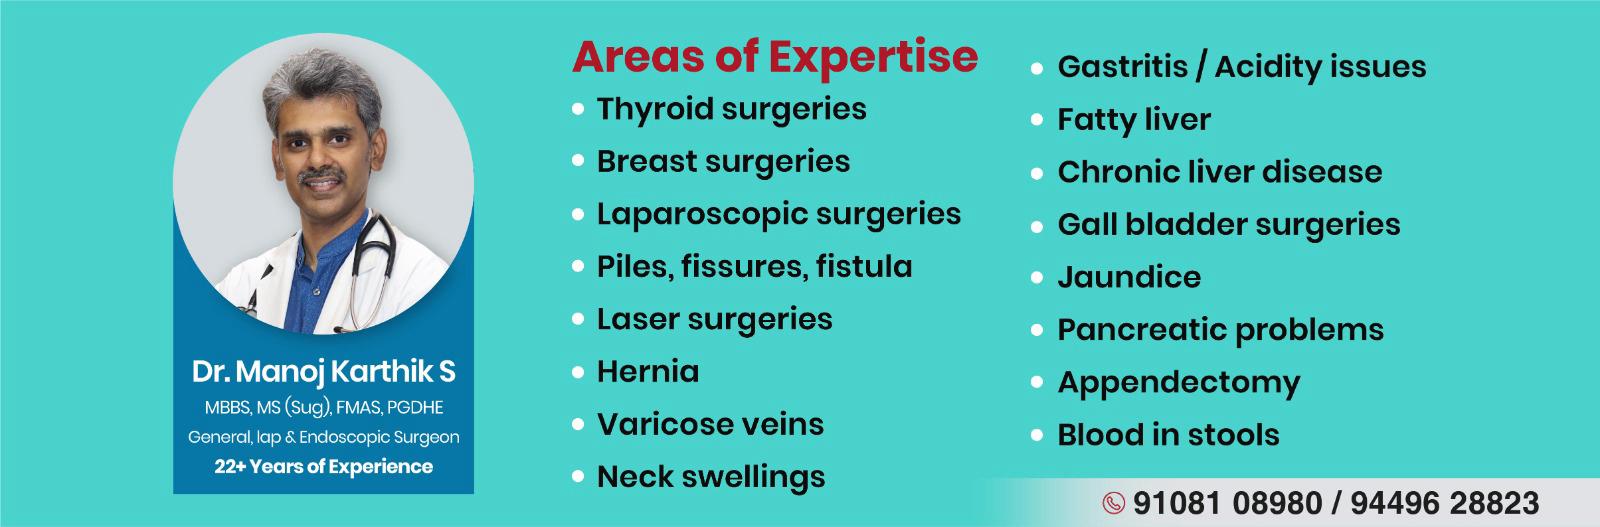 Dr. Manoj Karthik S
MBBS, MS (Sug), FMAS, PGDHE
General, lap & Endoscopic Surgeon
22+ Years of Experience
Areas of Expertise
Thyroid surgeries
Breast surgeries
Laparoscopic surgeries
Piles, fissures, fistula
Laser surgeries
Hernia
Varicose veins
Neck swellings
Gastritis / Acidity issues
Fatty liver
Chronic liver disease
Gall bladder surgeries
Jaundice
Pancreatic problems
Appendectomy
Blood in stools
91081 08980 / 94496 28823